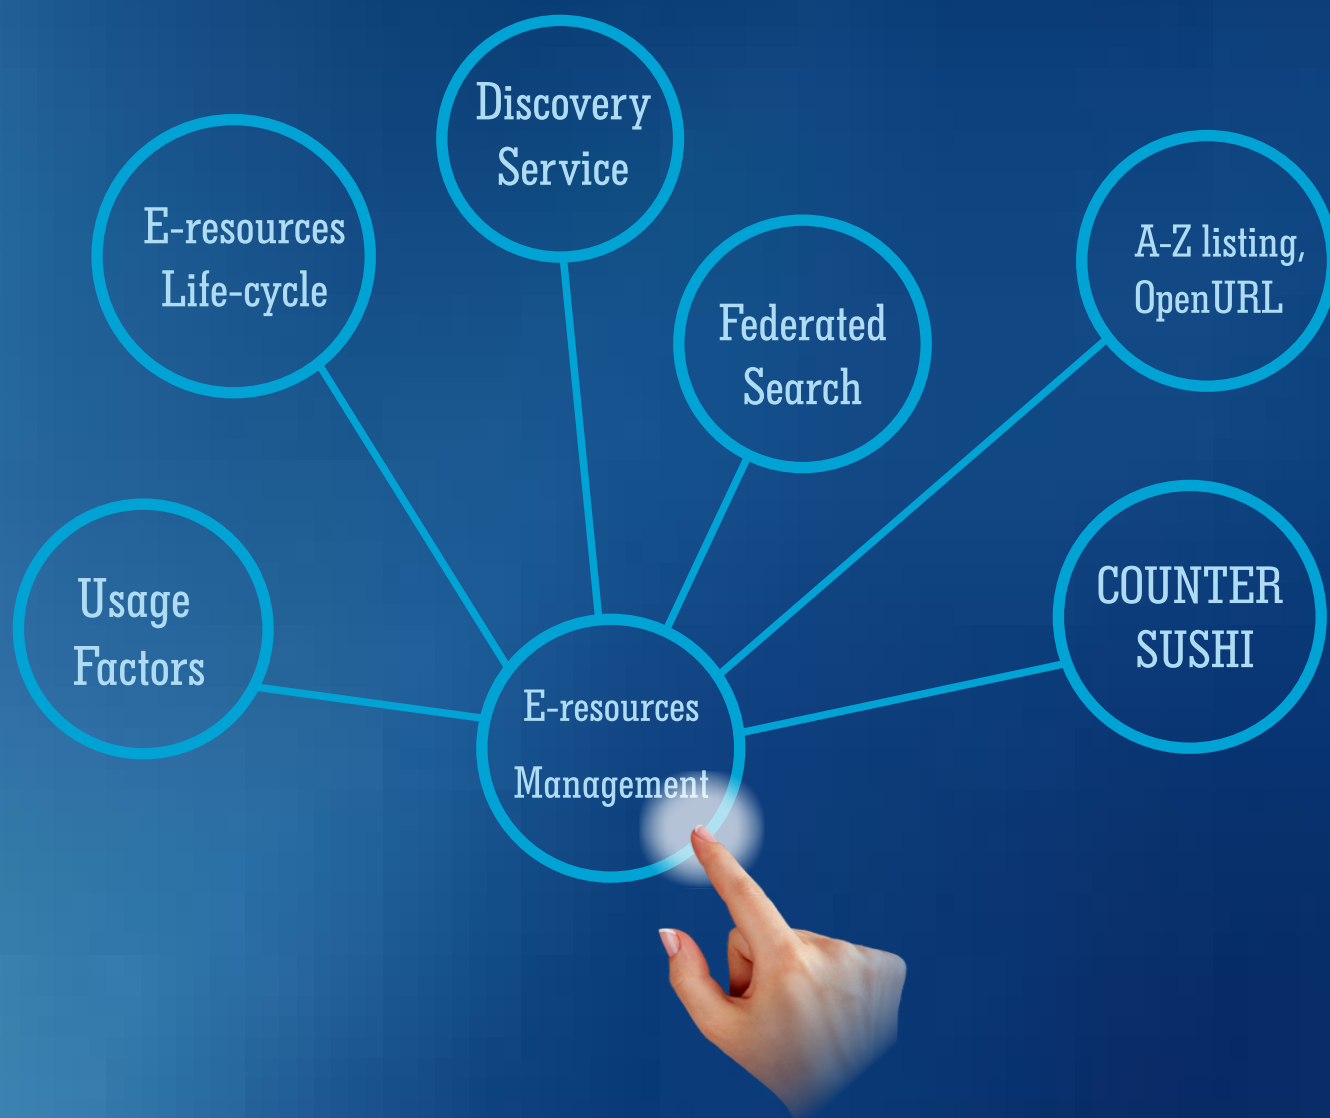 Discovery
Service
E-resources
Life-cycle
Federated
Search
A-Z listing,
OpenURL
Usage
Factors
COUNTER
SUSHI
E-resources
Management